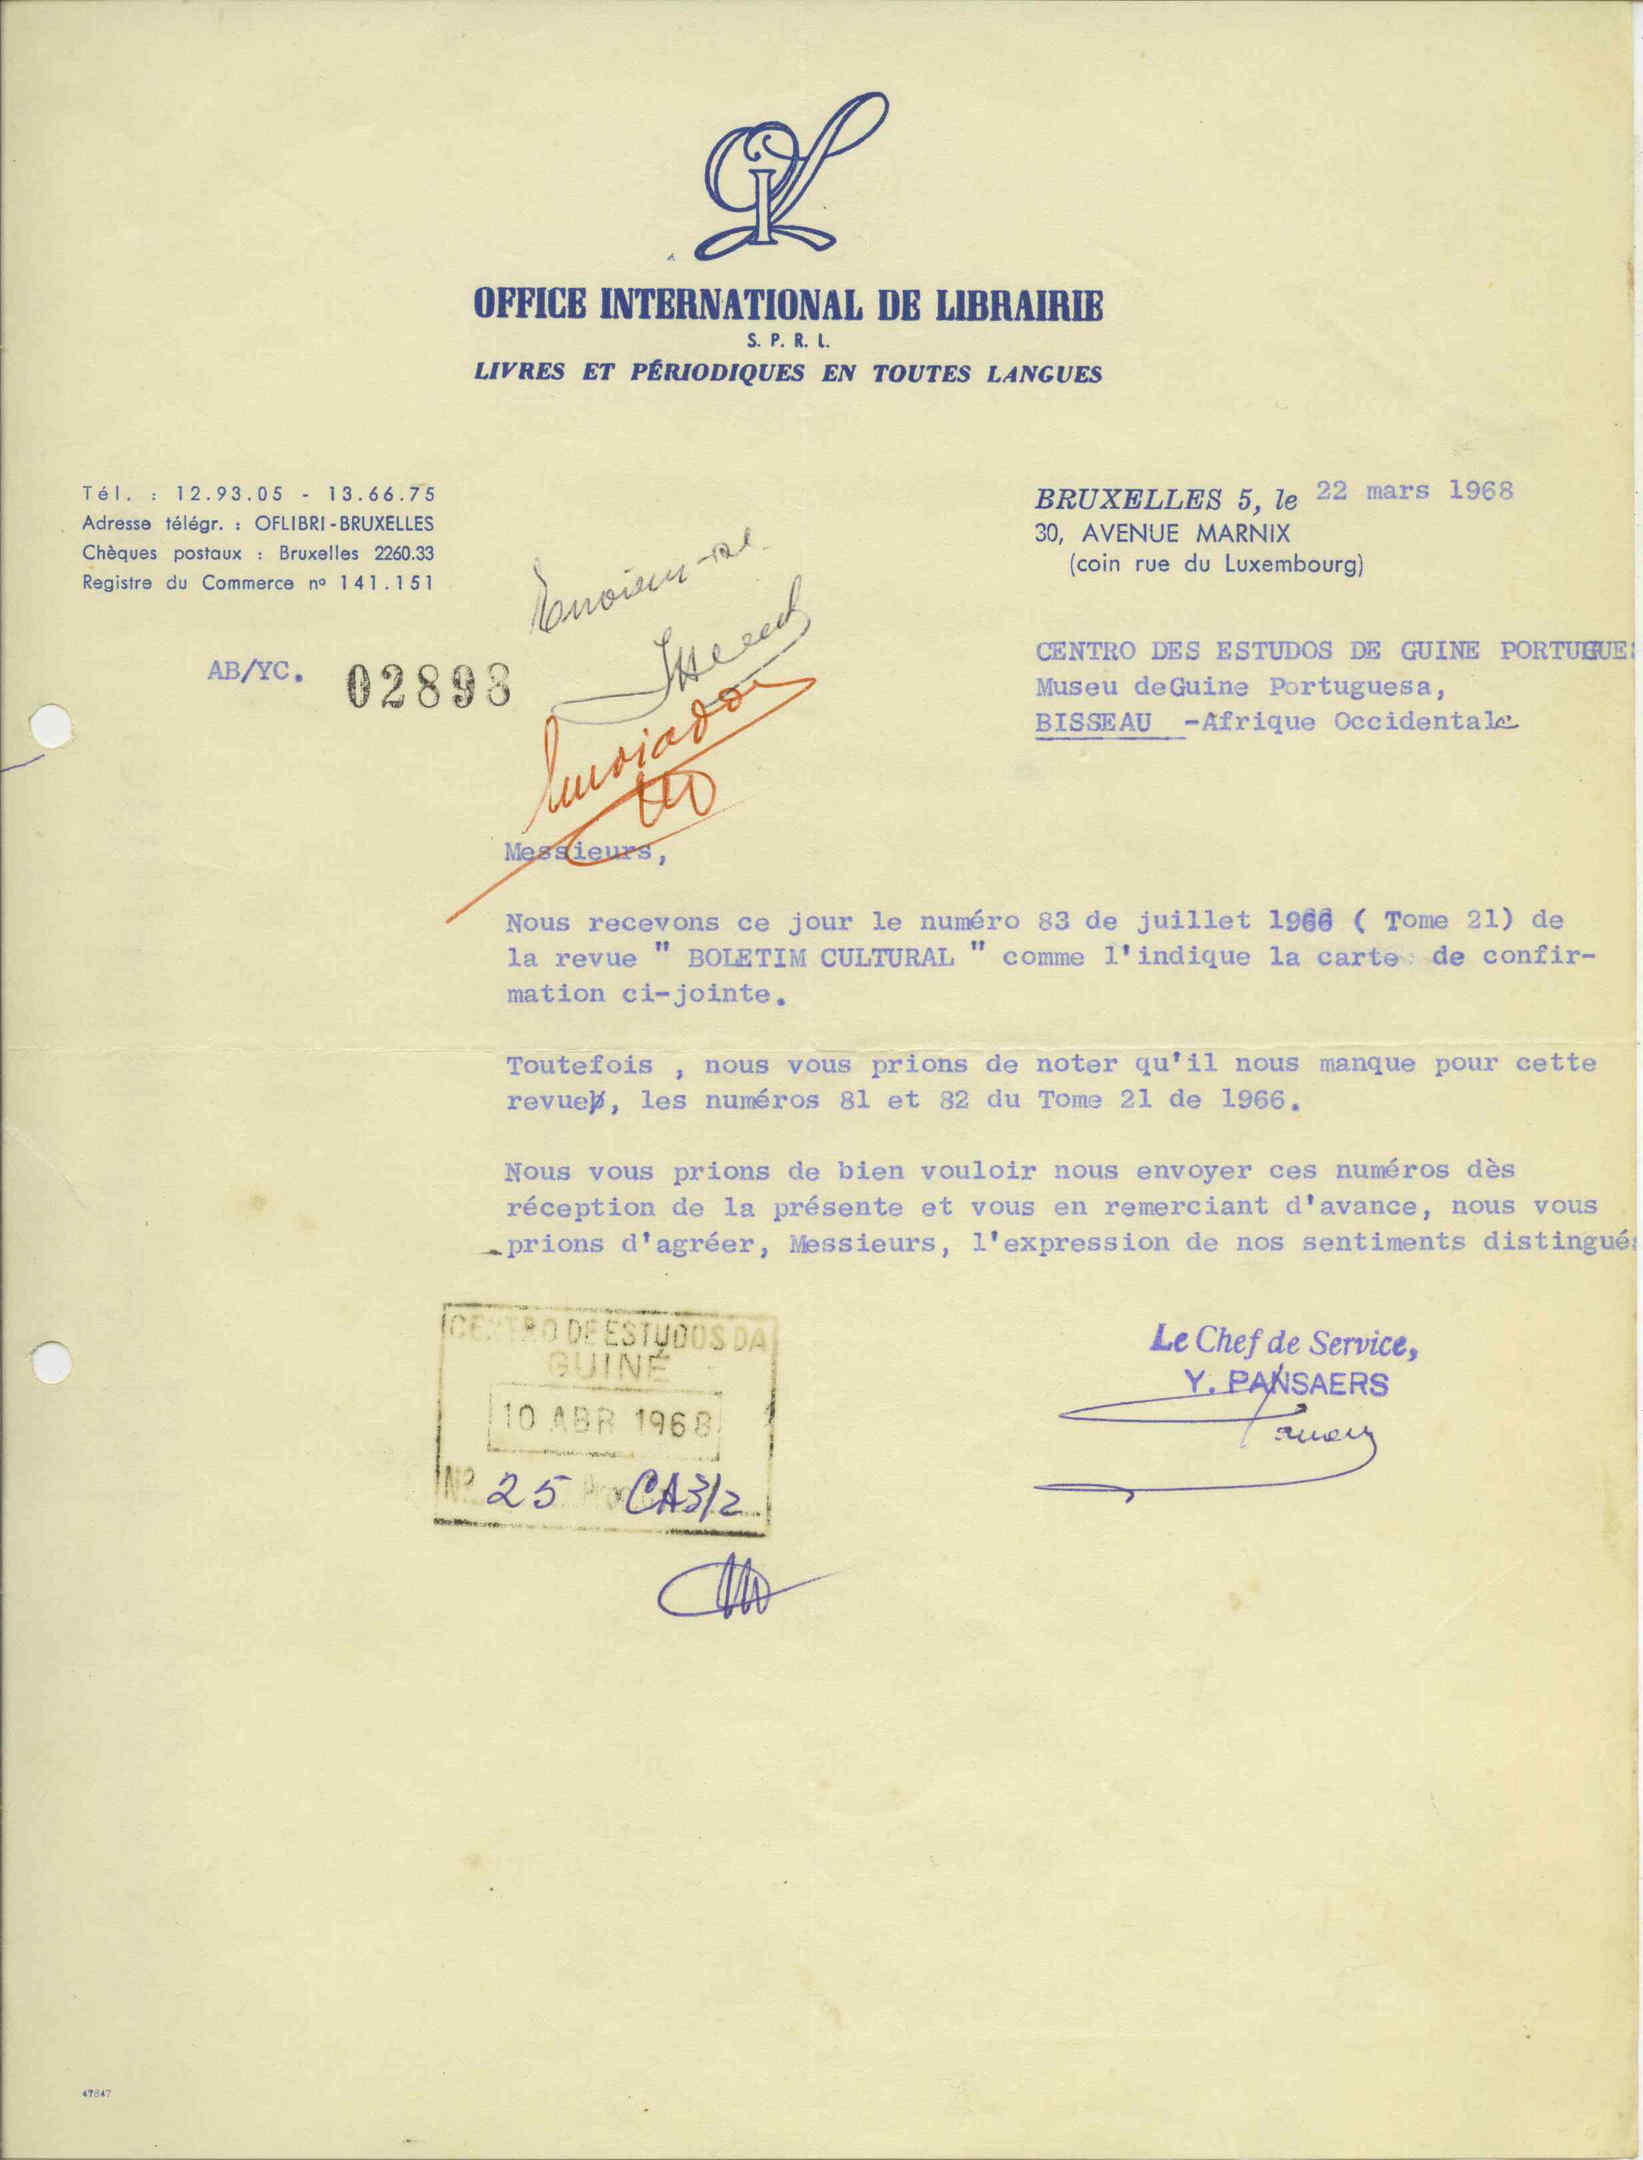 OFFICE INTERNATIONAL DE LIBRAIRIE
S. P. R. L.
LIVRES ET PÉRIODIQUES EN TOUTES LANGUES
Tél. : 12.93.05 - 13.66.75
Adresse télégr. : OFLIBRI-BRUXELLES
Chèques postaux : Bruxelles 2260.33
Registre du Commerce nº 141.151
BRUXELLES 5, le 22 mars 1968
30, AVENUE MARNIX
(coin rue du Luxembourg)
Enviem-se
AB/YC. 02893
CENTRO DES ESTUDOS DE GUINE PORTUGUE
Museu deGuine Portuguesa,
BISSEAU -Afrique Occidentale
Enviados
Messieurs,
Nous recevons ce jour le numéro 83 de juillet 1966 ( Tome 21) de
la revue " BOLETIM CULTURAL " comme l'indique la carte de confir-
mation ci-jointe.
Toutefois , nous vous prions de noter qu'il nous manque pour cette
revue, les numéros 81 et 82 du Tome 21 de 1966.
Nous vous prions de bien vouloir nous envoyer ces numéros dès
réception de la présente et vous en remerciant d'avance, nous vous
prions d'agréer, Messieurs, l'expression de nos sentiments distingués
CENTRO DE ESTUDOS DA
GUINÉ
10 ABR 1968
Nº 25 Proc CA3/2
Le Chef de Service,
Y. PANSAERS
47847